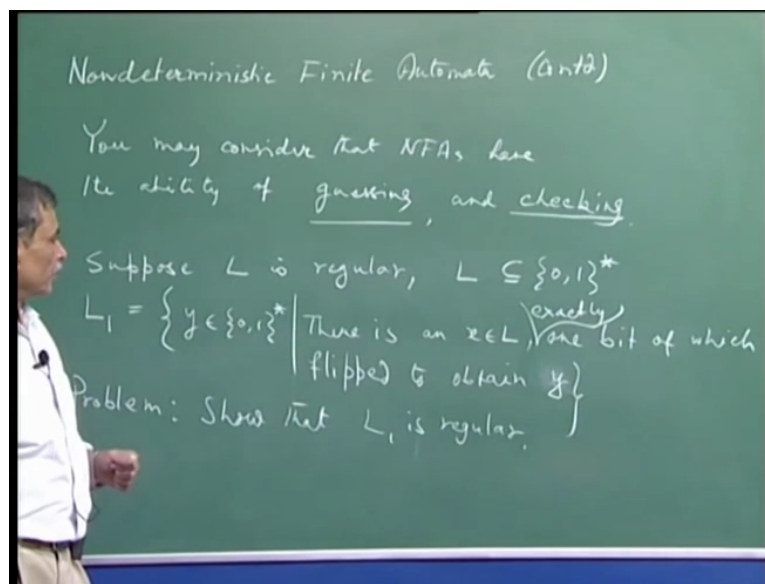 Nondeterministic Finite Automata (Contd)
You may consider that NFAs have
the ability of guessing, and checking.
Suppose L is regular, L ⊆ {0,1}*
exactly
L₁ = { y ∈ {0,1}* | There is an x ∈ L, one bit of which
flipped to obtain y }
Problem: Show that L₁ is regular.